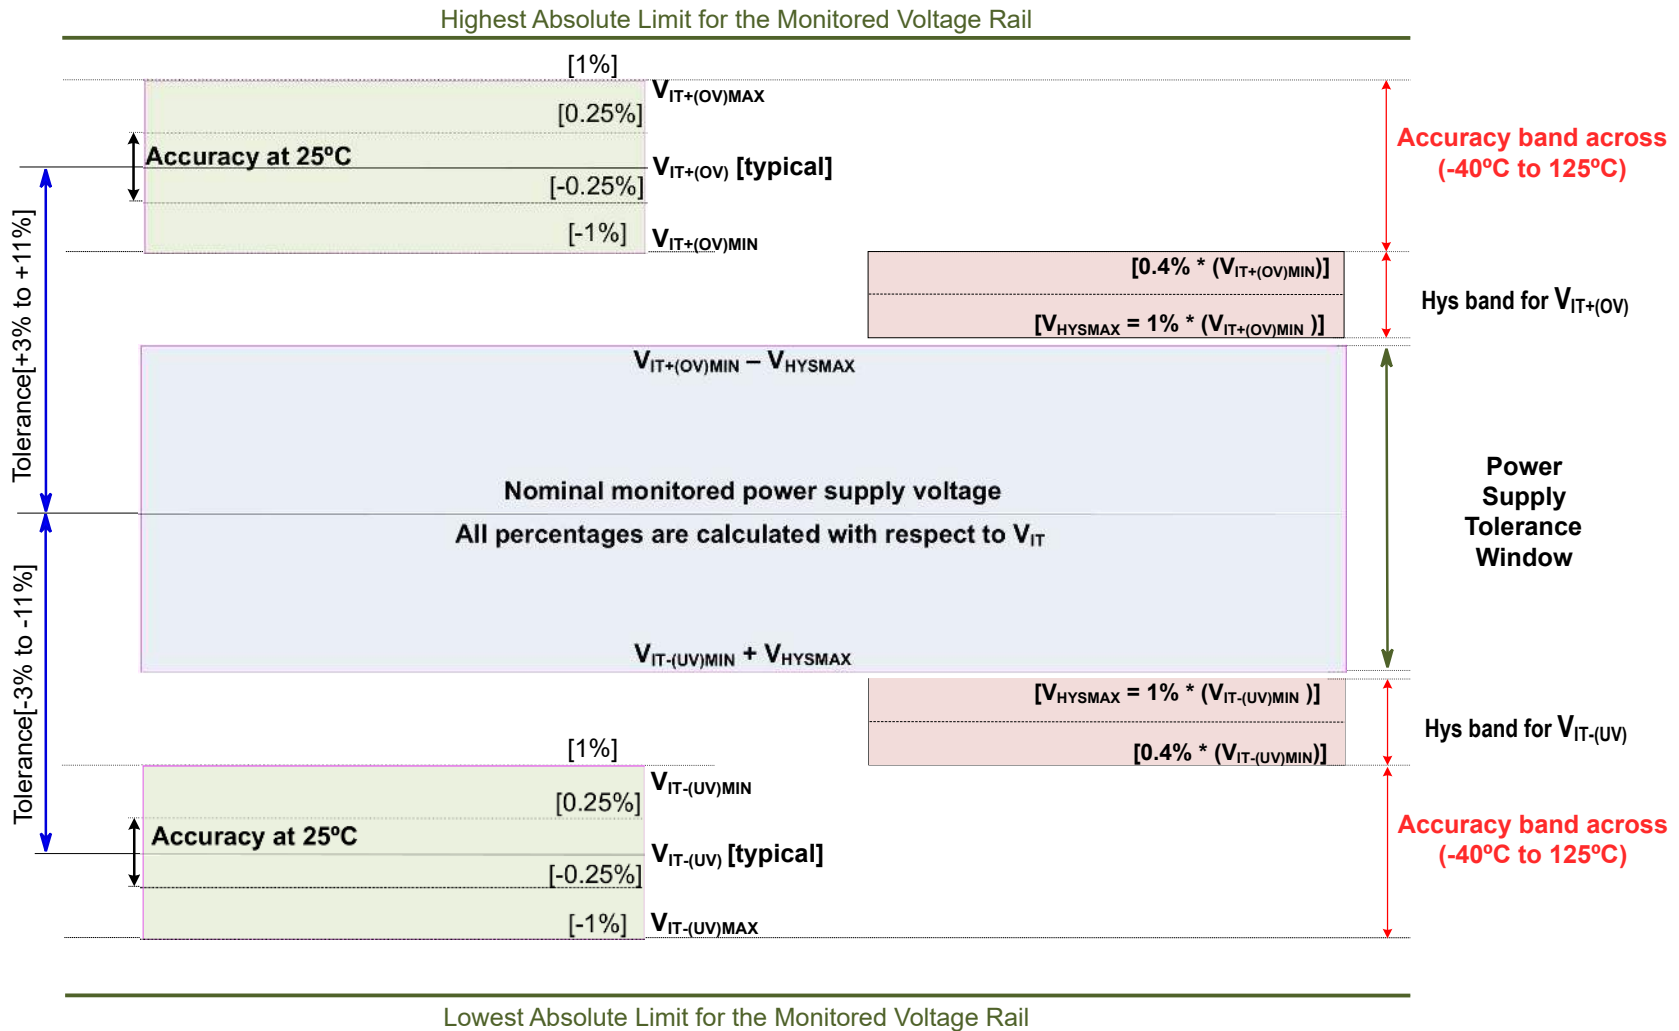 Highest Absolute Limit for the Monitored Voltage Rail
[1%]
VIT+(OV)MAX
[0.25%]
Accuracy at 25ºC
VIT+(OV) [typical]
[-0.25%]
[-1%]
VIT+(OV)MIN
Accuracy band across
(-40ºC to 125ºC)
Tolerance[+3% to +11%]
[0.4% * (VIT+(OV)MIN)]
[VHYSMAX = 1% * (VIT+(OV)MIN )]
Hys band for VIT+(OV)
VIT+(OV)MIN – VHYSMAX
Nominal monitored power supply voltage
All percentages are calculated with respect to VIT
Power
Supply
Tolerance
Window
VIT-(UV)MIN + VHYSMAX
Tolerance[-3% to -11%]
[VHYSMAX = 1% * (VIT-(UV)MIN )]
[0.4% * (VIT-(UV)MIN)]
Hys band for VIT-(UV)
[1%]
VIT-(UV)MIN
[0.25%]
Accuracy at 25ºC
VIT-(UV) [typical]
[-0.25%]
[-1%]
VIT-(UV)MAX
Accuracy band across
(-40ºC to 125ºC)
Lowest Absolute Limit for the Monitored Voltage Rail